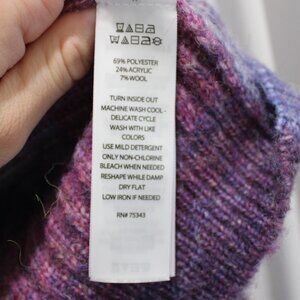 69% POLYESTER
24% ACRYLIC
7% WOOL
TURN INSIDE OUT
MACHINE WASH COOL -
DELICATE CYCLE
WASH WITH LIKE
COLORS
USE MILD DETERGENT
ONLY NON-CHLORINE
BLEACH WHEN NEEDED
RESHAPE WHILE DAMP
DRY FLAT
LOW IRON IF NEEDED
RN# 75343